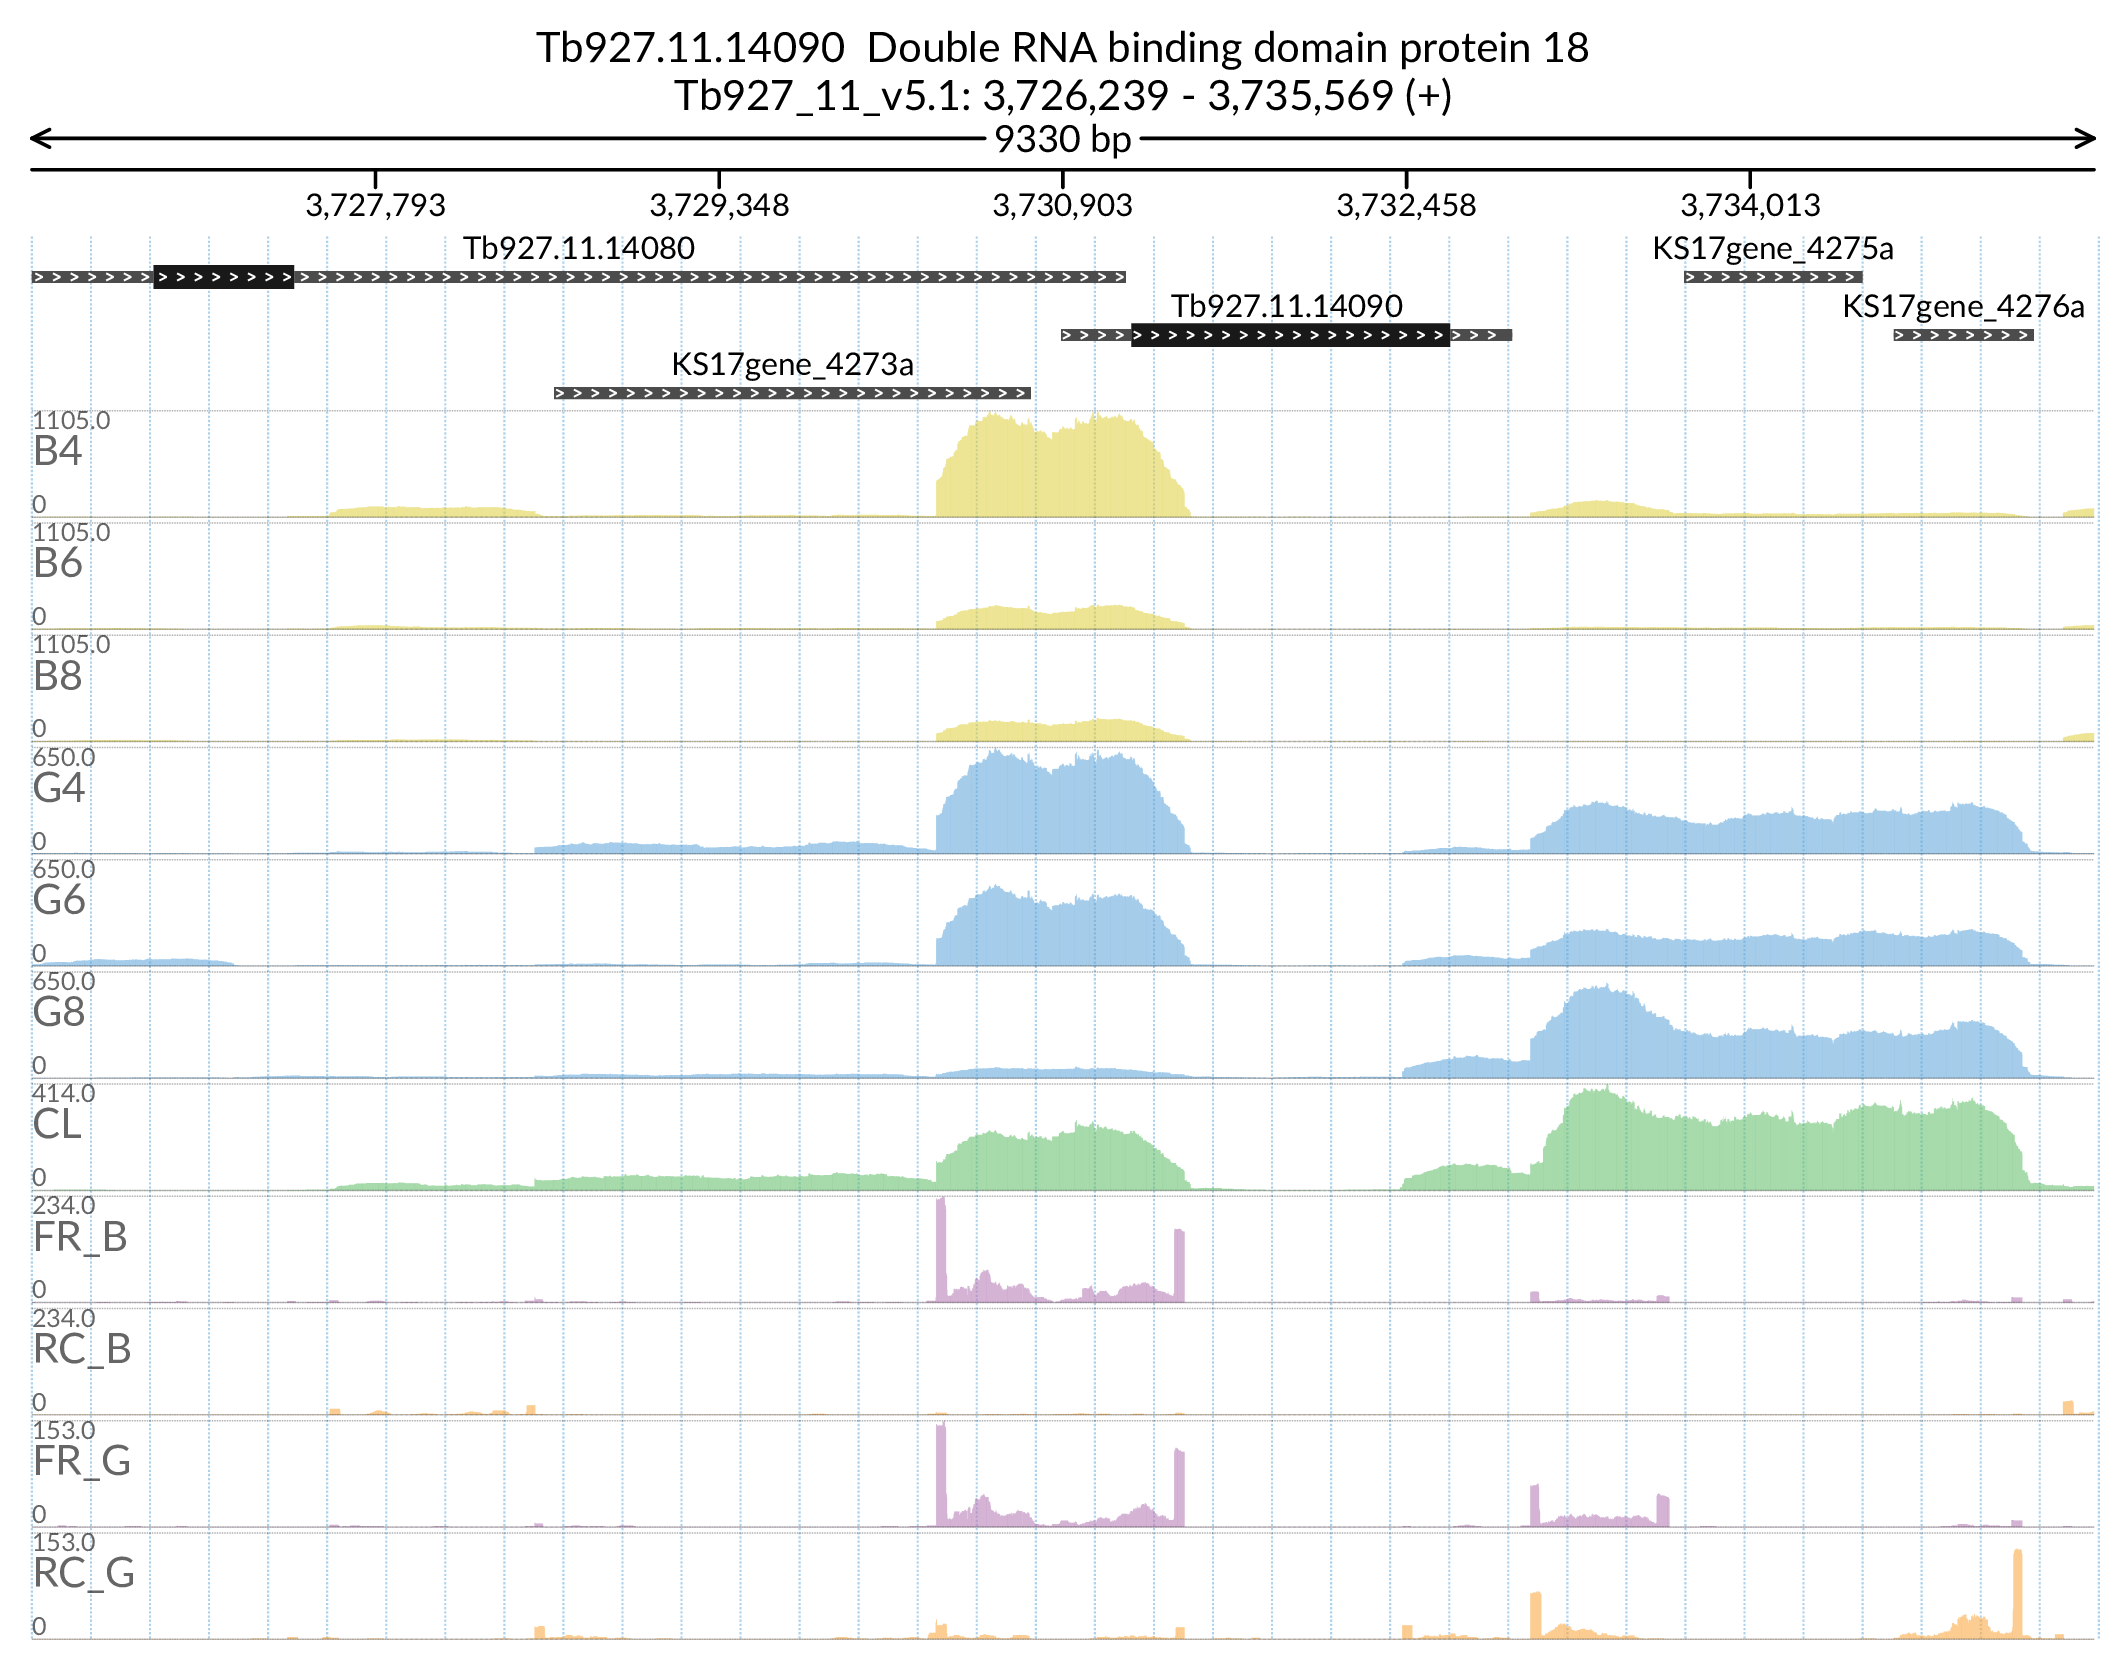 Tb927.11.14090  Double RNA binding domain protein 18
Tb927_11_v5.1: 3,726,239 - 3,735,569 (+)
9330 bp
3,727,793 3,729,348 3,730,903 3,732,458 3,734,013
Tb927.11.14080 KS17gene_4275a
Tb927.11.14090 KS17gene_4276a
KS17gene_4273a
1105.0
B4
0
1105.0
B6
0
1105.0
B8
0
650.0
G4
0
650.0
G6
0
650.0
G8
0
414.0
CL
0
234.0
FR_B
0
234.0
RC_B
0
153.0
FR_G
0
153.0
RC_G
0